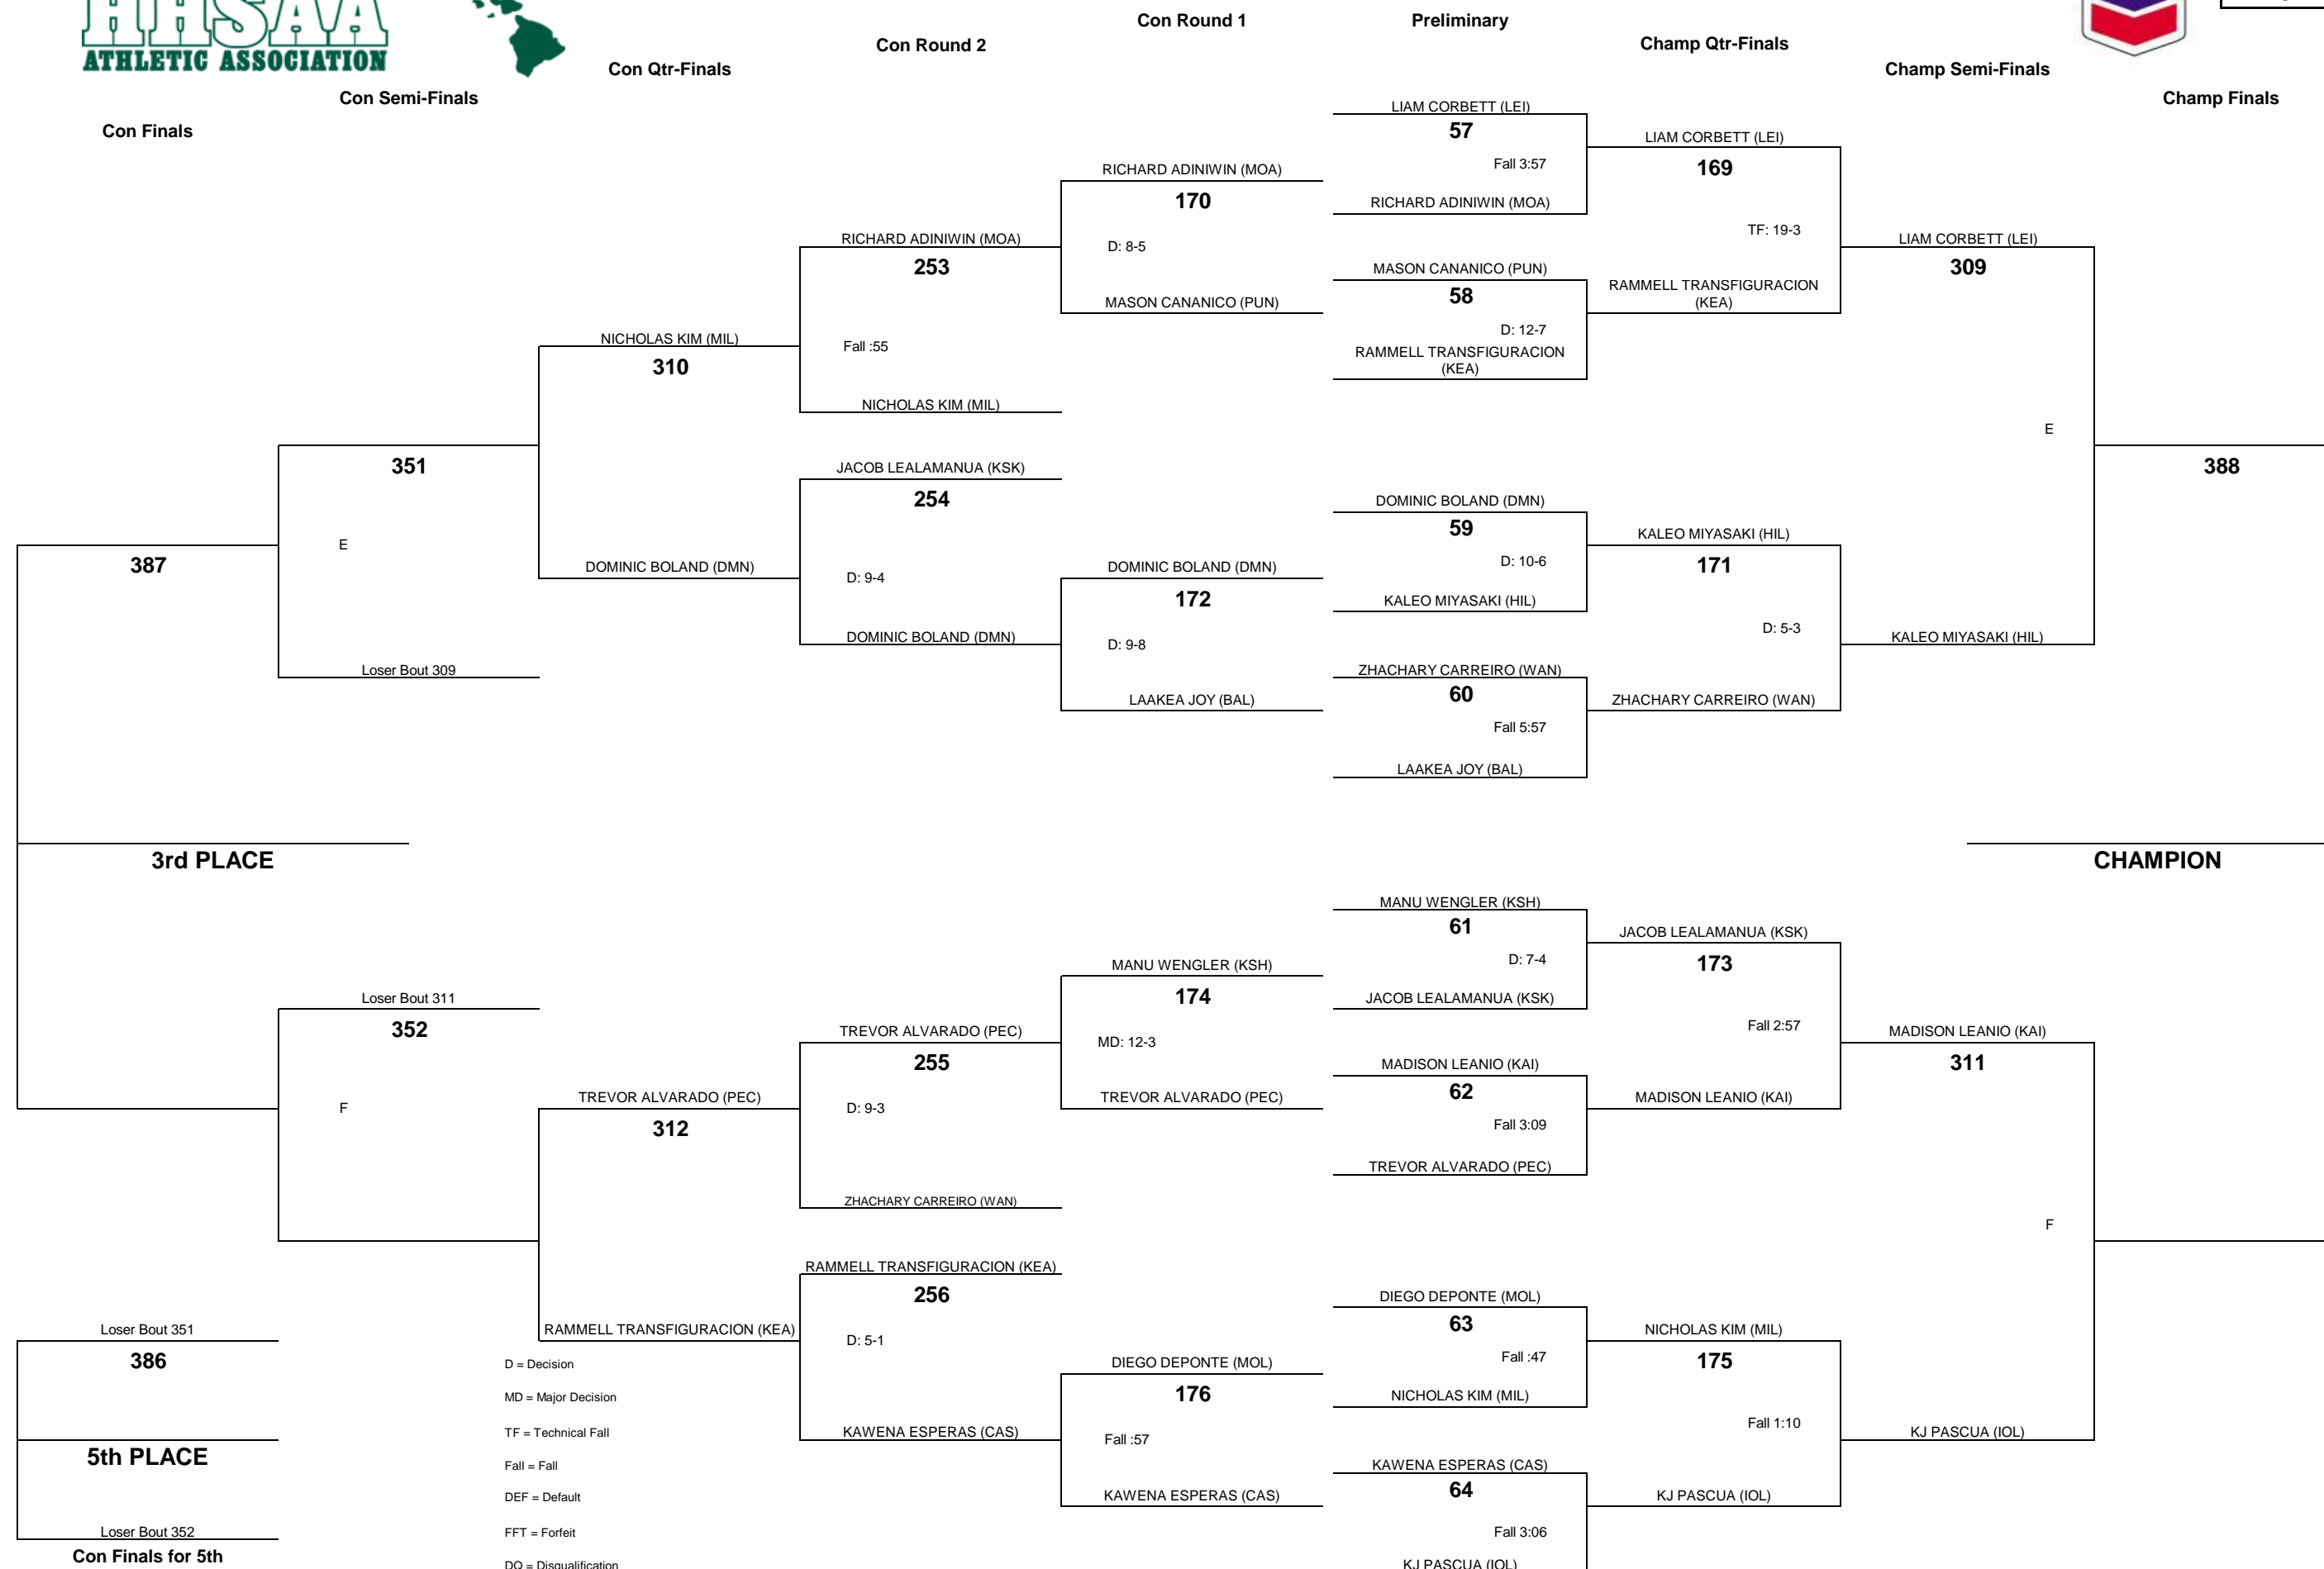 HHSAA
ATHLETIC ASSOCIATION
Con Finals
Con Semi-Finals
Con Qtr-Finals
Con Round 2
Con Round 1
Preliminary
Champ Qtr-Finals
Champ Semi-Finals
Champ Finals
LIAM CORBETT (LEI)
57
Fall 3:57
RICHARD ADINIWIN (MOA)
MASON CANANICO (PUN)
58
D: 12-7
RAMMELL TRANSFIGURACION
(KEA)
DOMINIC BOLAND (DMN)
59
D: 10-6
KALEO MIYASAKI (HIL)
ZHACHARY CARREIRO (WAN)
60
Fall 5:57
LAAKEA JOY (BAL)
MANU WENGLER (KSH)
61
D: 7-4
JACOB LEALAMANUA (KSK)
MADISON LEANIO (KAI)
62
Fall 3:09
TREVOR ALVARADO (PEC)
DIEGO DEPONTE (MOL)
63
Fall :47
NICHOLAS KIM (MIL)
KAWENA ESPERAS (CAS)
64
Fall 3:06
KJ PASCUA (IOL)
LIAM CORBETT (LEI)
169
TF: 19-3
RAMMELL TRANSFIGURACION
(KEA)
KALEO MIYASAKI (HIL)
171
D: 5-3
ZHACHARY CARREIRO (WAN)
JACOB LEALAMANUA (KSK)
173
Fall 2:57
MADISON LEANIO (KAI)
NICHOLAS KIM (MIL)
175
Fall 1:10
KJ PASCUA (IOL)
LIAM CORBETT (LEI)
309
E
KALEO MIYASAKI (HIL)
MADISON LEANIO (KAI)
311
F
KJ PASCUA (IOL)
388
CHAMPION
RICHARD ADINIWIN (MOA)
170
D: 8-5
MASON CANANICO (PUN)
DOMINIC BOLAND (DMN)
172
D: 9-8
LAAKEA JOY (BAL)
MANU WENGLER (KSH)
174
MD: 12-3
TREVOR ALVARADO (PEC)
DIEGO DEPONTE (MOL)
176
Fall :57
KAWENA ESPERAS (CAS)
RICHARD ADINIWIN (MOA)
253
Fall :55
NICHOLAS KIM (MIL)
JACOB LEALAMANUA (KSK)
254
D: 9-4
DOMINIC BOLAND (DMN)
TREVOR ALVARADO (PEC)
255
D: 9-3
ZHACHARY CARREIRO (WAN)
RAMMELL TRANSFIGURACION (KEA)
256
D: 5-1
KAWENA ESPERAS (CAS)
NICHOLAS KIM (MIL)
310
DOMINIC BOLAND (DMN)
TREVOR ALVARADO (PEC)
312
RAMMELL TRANSFIGURACION (KEA)
351
E
Loser Bout 309
Loser Bout 311
352
F
387
3rd PLACE
Loser Bout 351
386
5th PLACE
Loser Bout 352
Con Finals for 5th
D = Decision
MD = Major Decision
TF = Technical Fall
Fall = Fall
DEF = Default
FFT = Forfeit
DQ = Disqualification